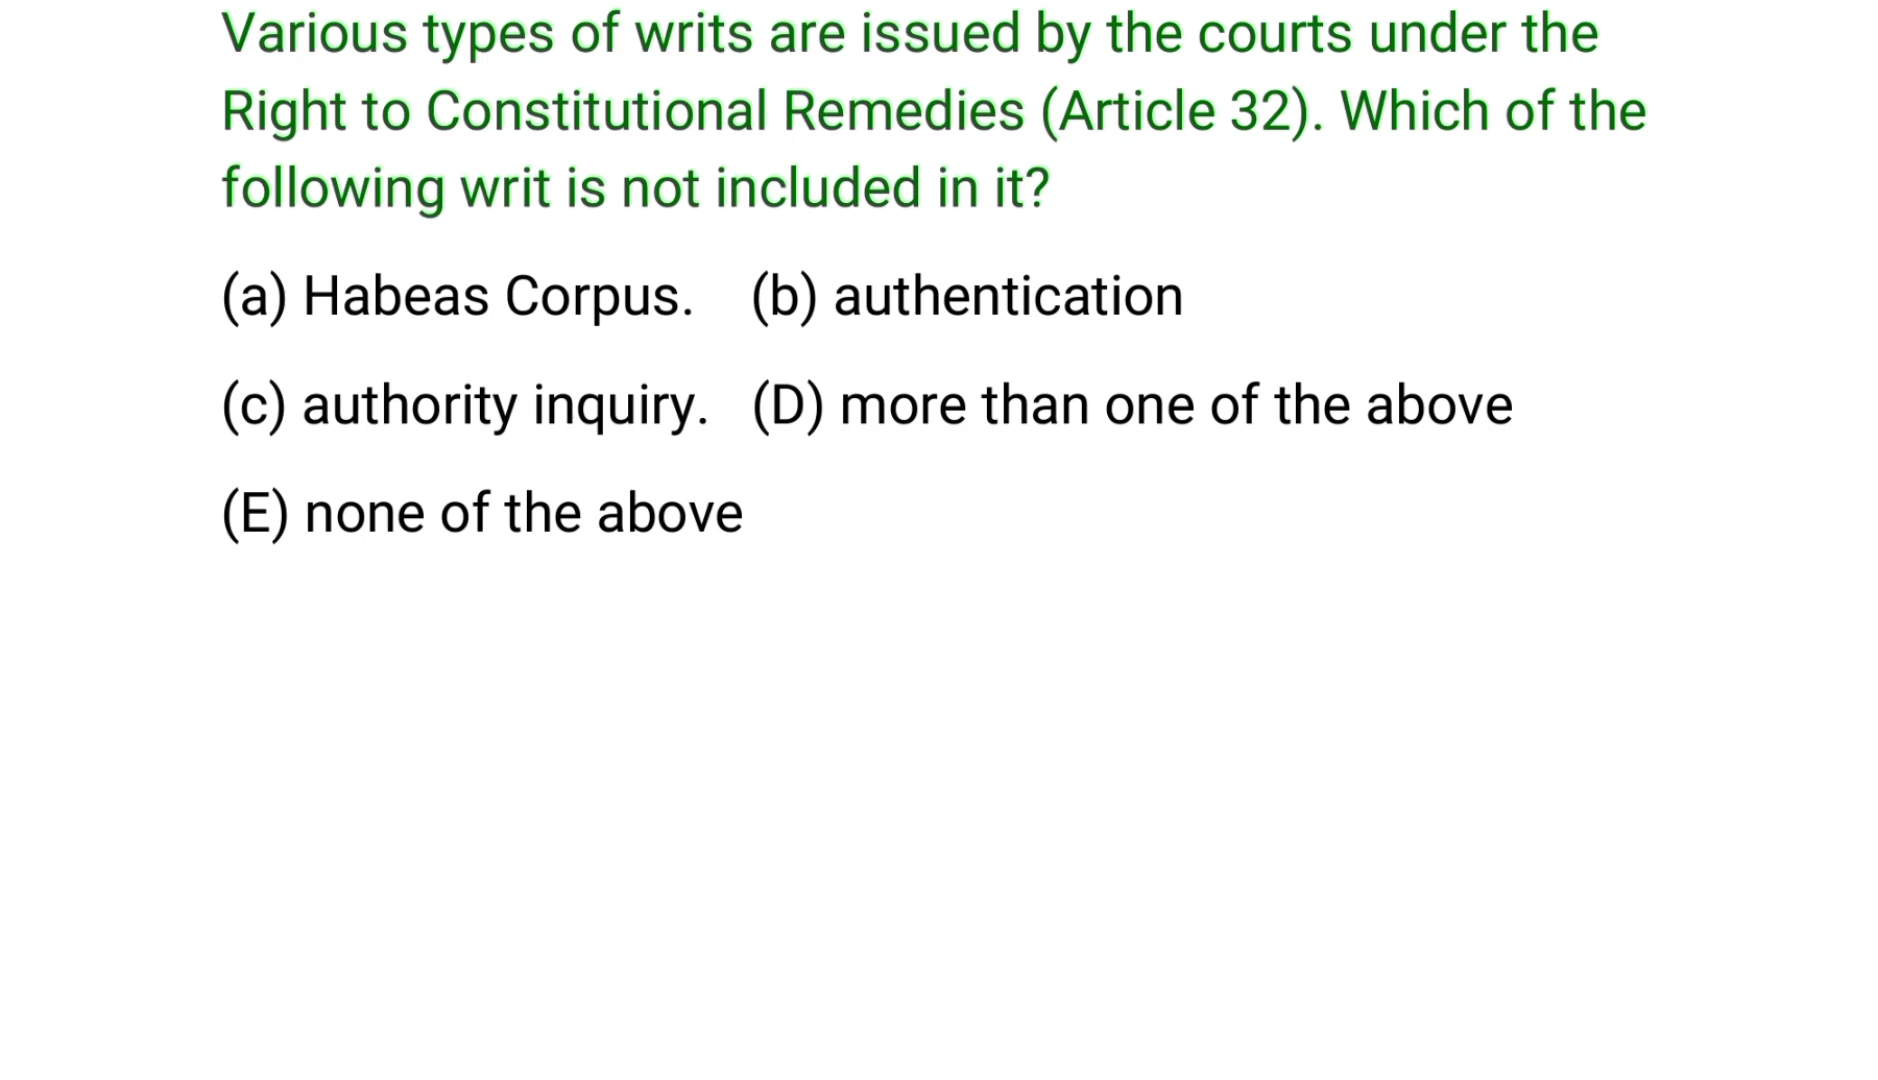 Various types of writs are issued by the courts under the
Right to Constitutional Remedies (Article 32). Which of the
following writ is not included in it?
(a) Habeas Corpus. (b) authentication
(c) authority inquiry. (D) more than one of the above
(E) none of the above